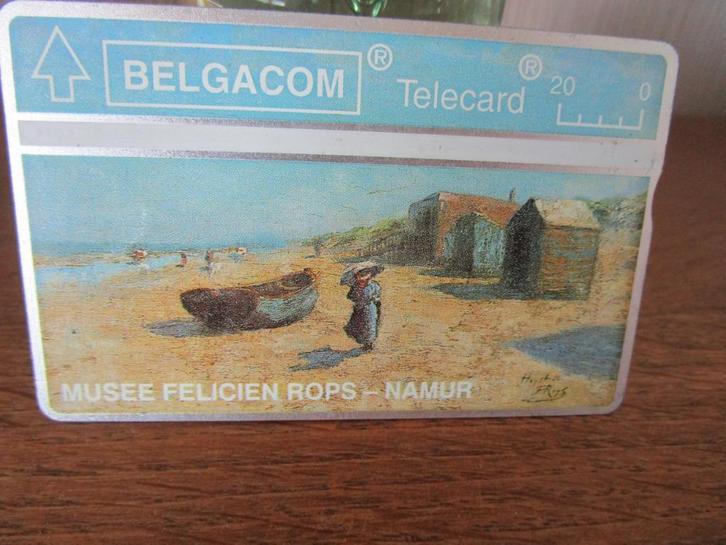 BELGACOM ® Telecard ® 20 0
MUSEE FELICIEN ROPS – NAMUR